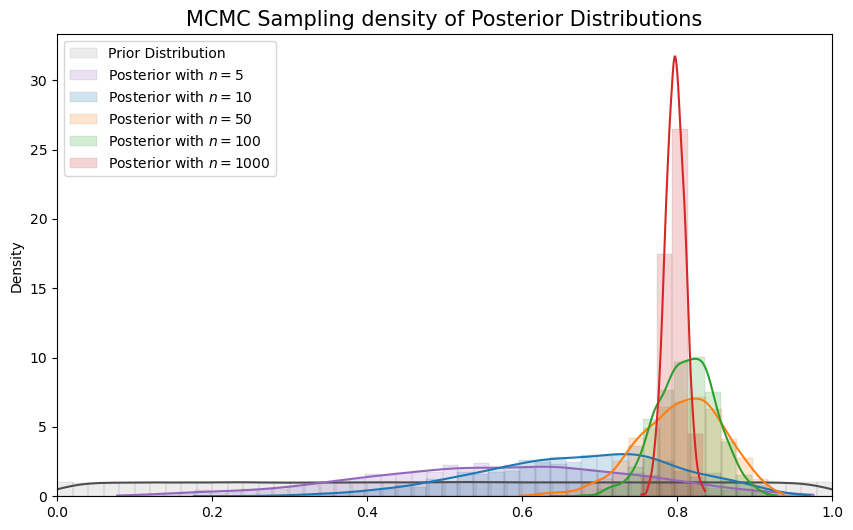 MCMC Sampling density of Posterior Distributions
Prior Distribution
Posterior with n = 5
Posterior with n = 10
Posterior with n = 50
Posterior with n = 100
Posterior with n = 1000
Density
30
25
20
15
10
5
0
0.0 0.2 0.4 0.6 0.8 1.0